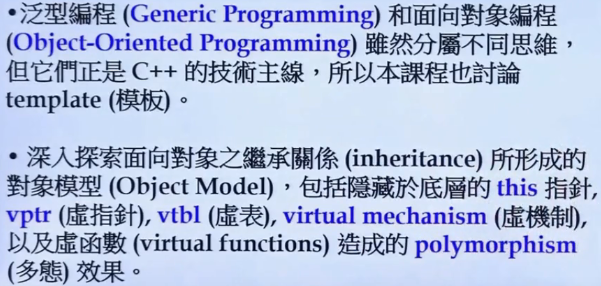 •泛型編程 (Generic Programming) 和面向對象編程
(Object-Oriented Programming) 雖然分屬不同思維，
但它們正是 C++ 的技術主線，所以本課程也討論
template (模板)。
• 深入探索面向對象之繼承關係 (inheritance) 所形成的
對象模型 (Object Model)，包括隱藏於底層的 this 指針,
vptr (虛指針), vtbl (虛表), virtual mechanism (虛機制),
以及虛函數 (virtual functions) 造成的 polymorphism
(多態) 效果。